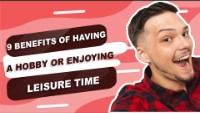 9 BENEFITS OF HAVING
A HOBBY OR ENJOYING
LEISURE TIME